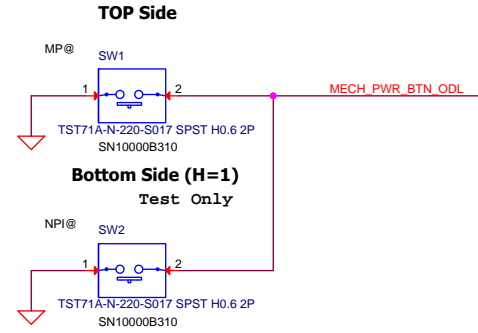 TOP Side
MP@
SW1
1
2
MECH_PWR_BTN_ODL
TST71A-N-220-S017 SPST H0.6 2P
SN10000B310
Bottom Side (H=1)
Test Only
NPI@
SW2
1
2
TST71A-N-220-S017 SPST H0.6 2P
SN10000B310